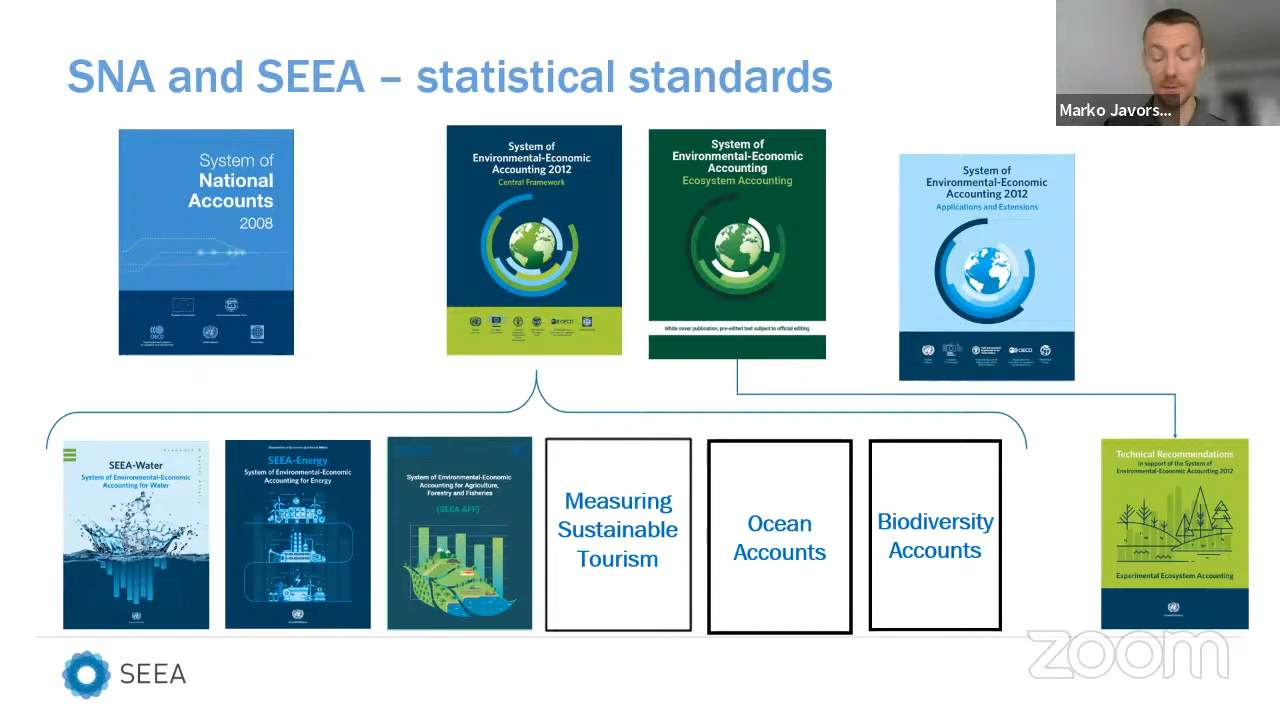 SNA and SEEA – statistical standards
Marko Javors...
System of
National
Accounts
2008
System of
Environmental-Economic
Accounting 2012
Central Framework
System of
Environmental-Economic
Accounting
Ecosystem Accounting
White cover publication, pre-edited text subject to official editing
System of
Environmental-Economic
Accounting 2012
Applications and Extensions
OECD
OECD
OECD
SEEA-Water
System of Environmental-Economic
Accounting for Water
SEEA-Energy
System of Environmental-Economic
Accounting for Energy
System of Environmental-Economic
Accounting for Agriculture,
Forestry and Fisheries
(SEEA AFF)
Measuring
Sustainable
Tourism
Ocean
Accounts
Biodiversity
Accounts
Technical Recommendations
in support of the System of
Environmental-Economic Accounting 2012
Experimental Ecosystem Accounting
SEEA
zoom